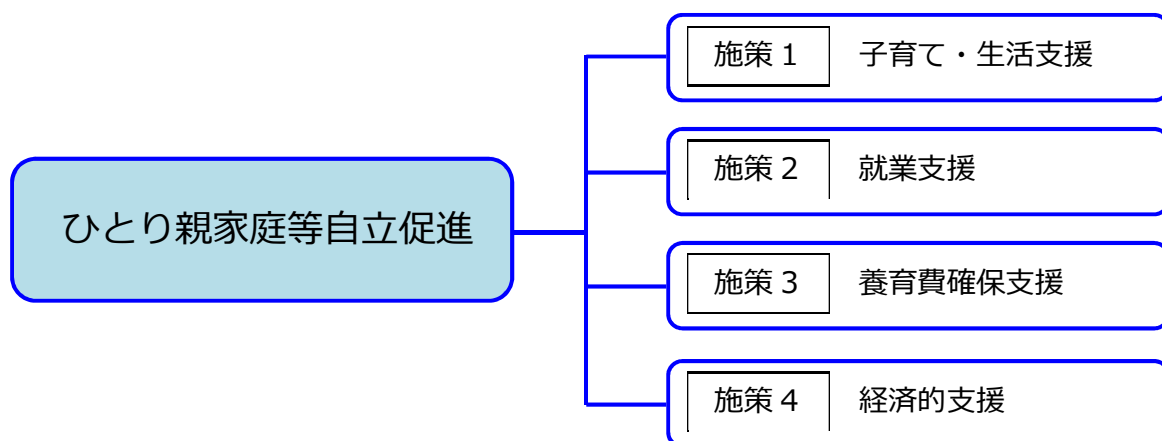 施策１ 子育て・生活支援
施策２ 就業支援
ひとり親家庭等自立促進
施策３ 養育費確保支援
施策４ 経済的支援